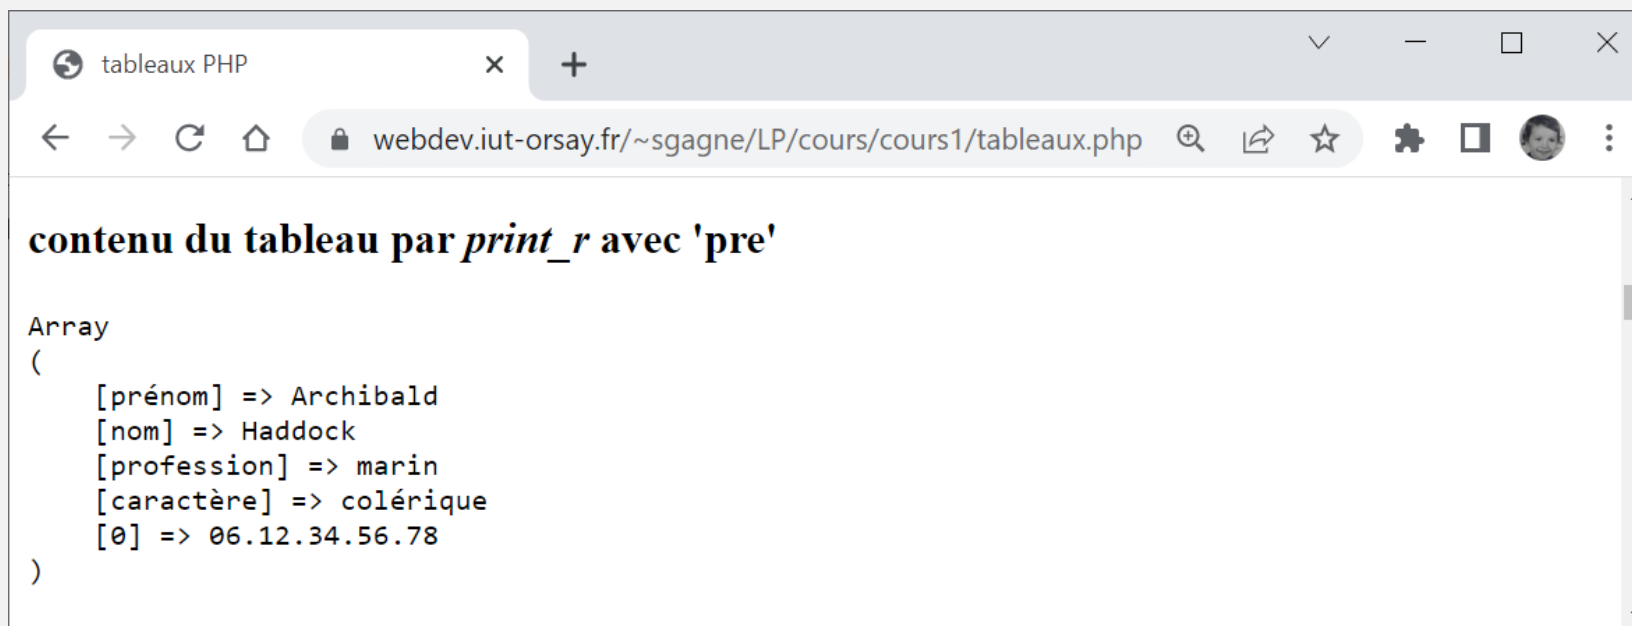 tableaux PHP
webdev.iut-orsay.fr/~sgagne/LP/cours/cours1/tableaux.php
contenu du tableau par print_r avec 'pre'
Array
(
    [prénom] => Archibald
    [nom] => Haddock
    [profession] => marin
    [caractère] => colérique
    [0] => 06.12.34.56.78
)